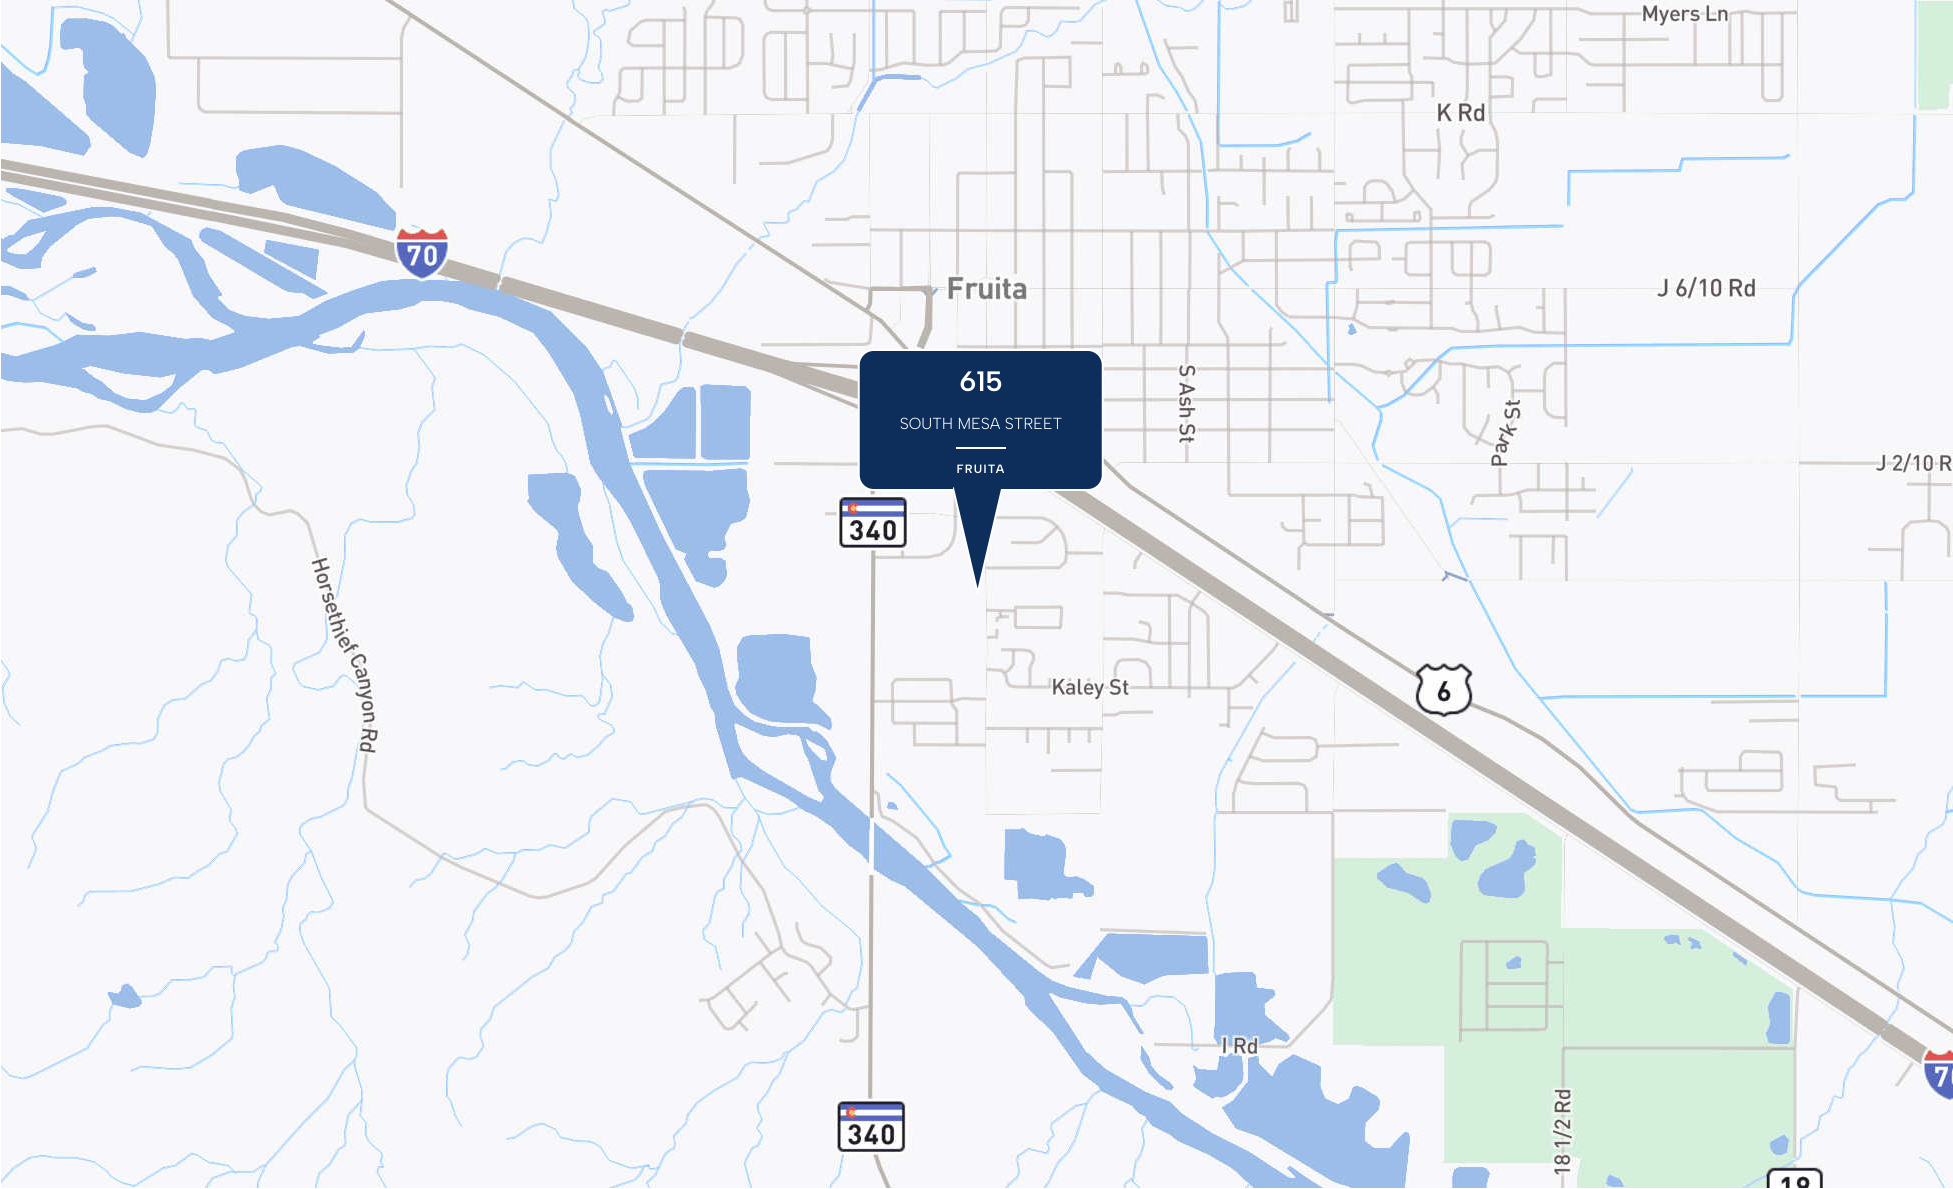 Myers Ln
K Rd
70
Fruita
J 6/10 Rd
615
SOUTH MESA STREET
FRUITA
S Ash St
Park St
J 2/10 R
340
Horsethief Canyon Rd
Kaley St
6
I Rd
70
340
18 1/2 Rd